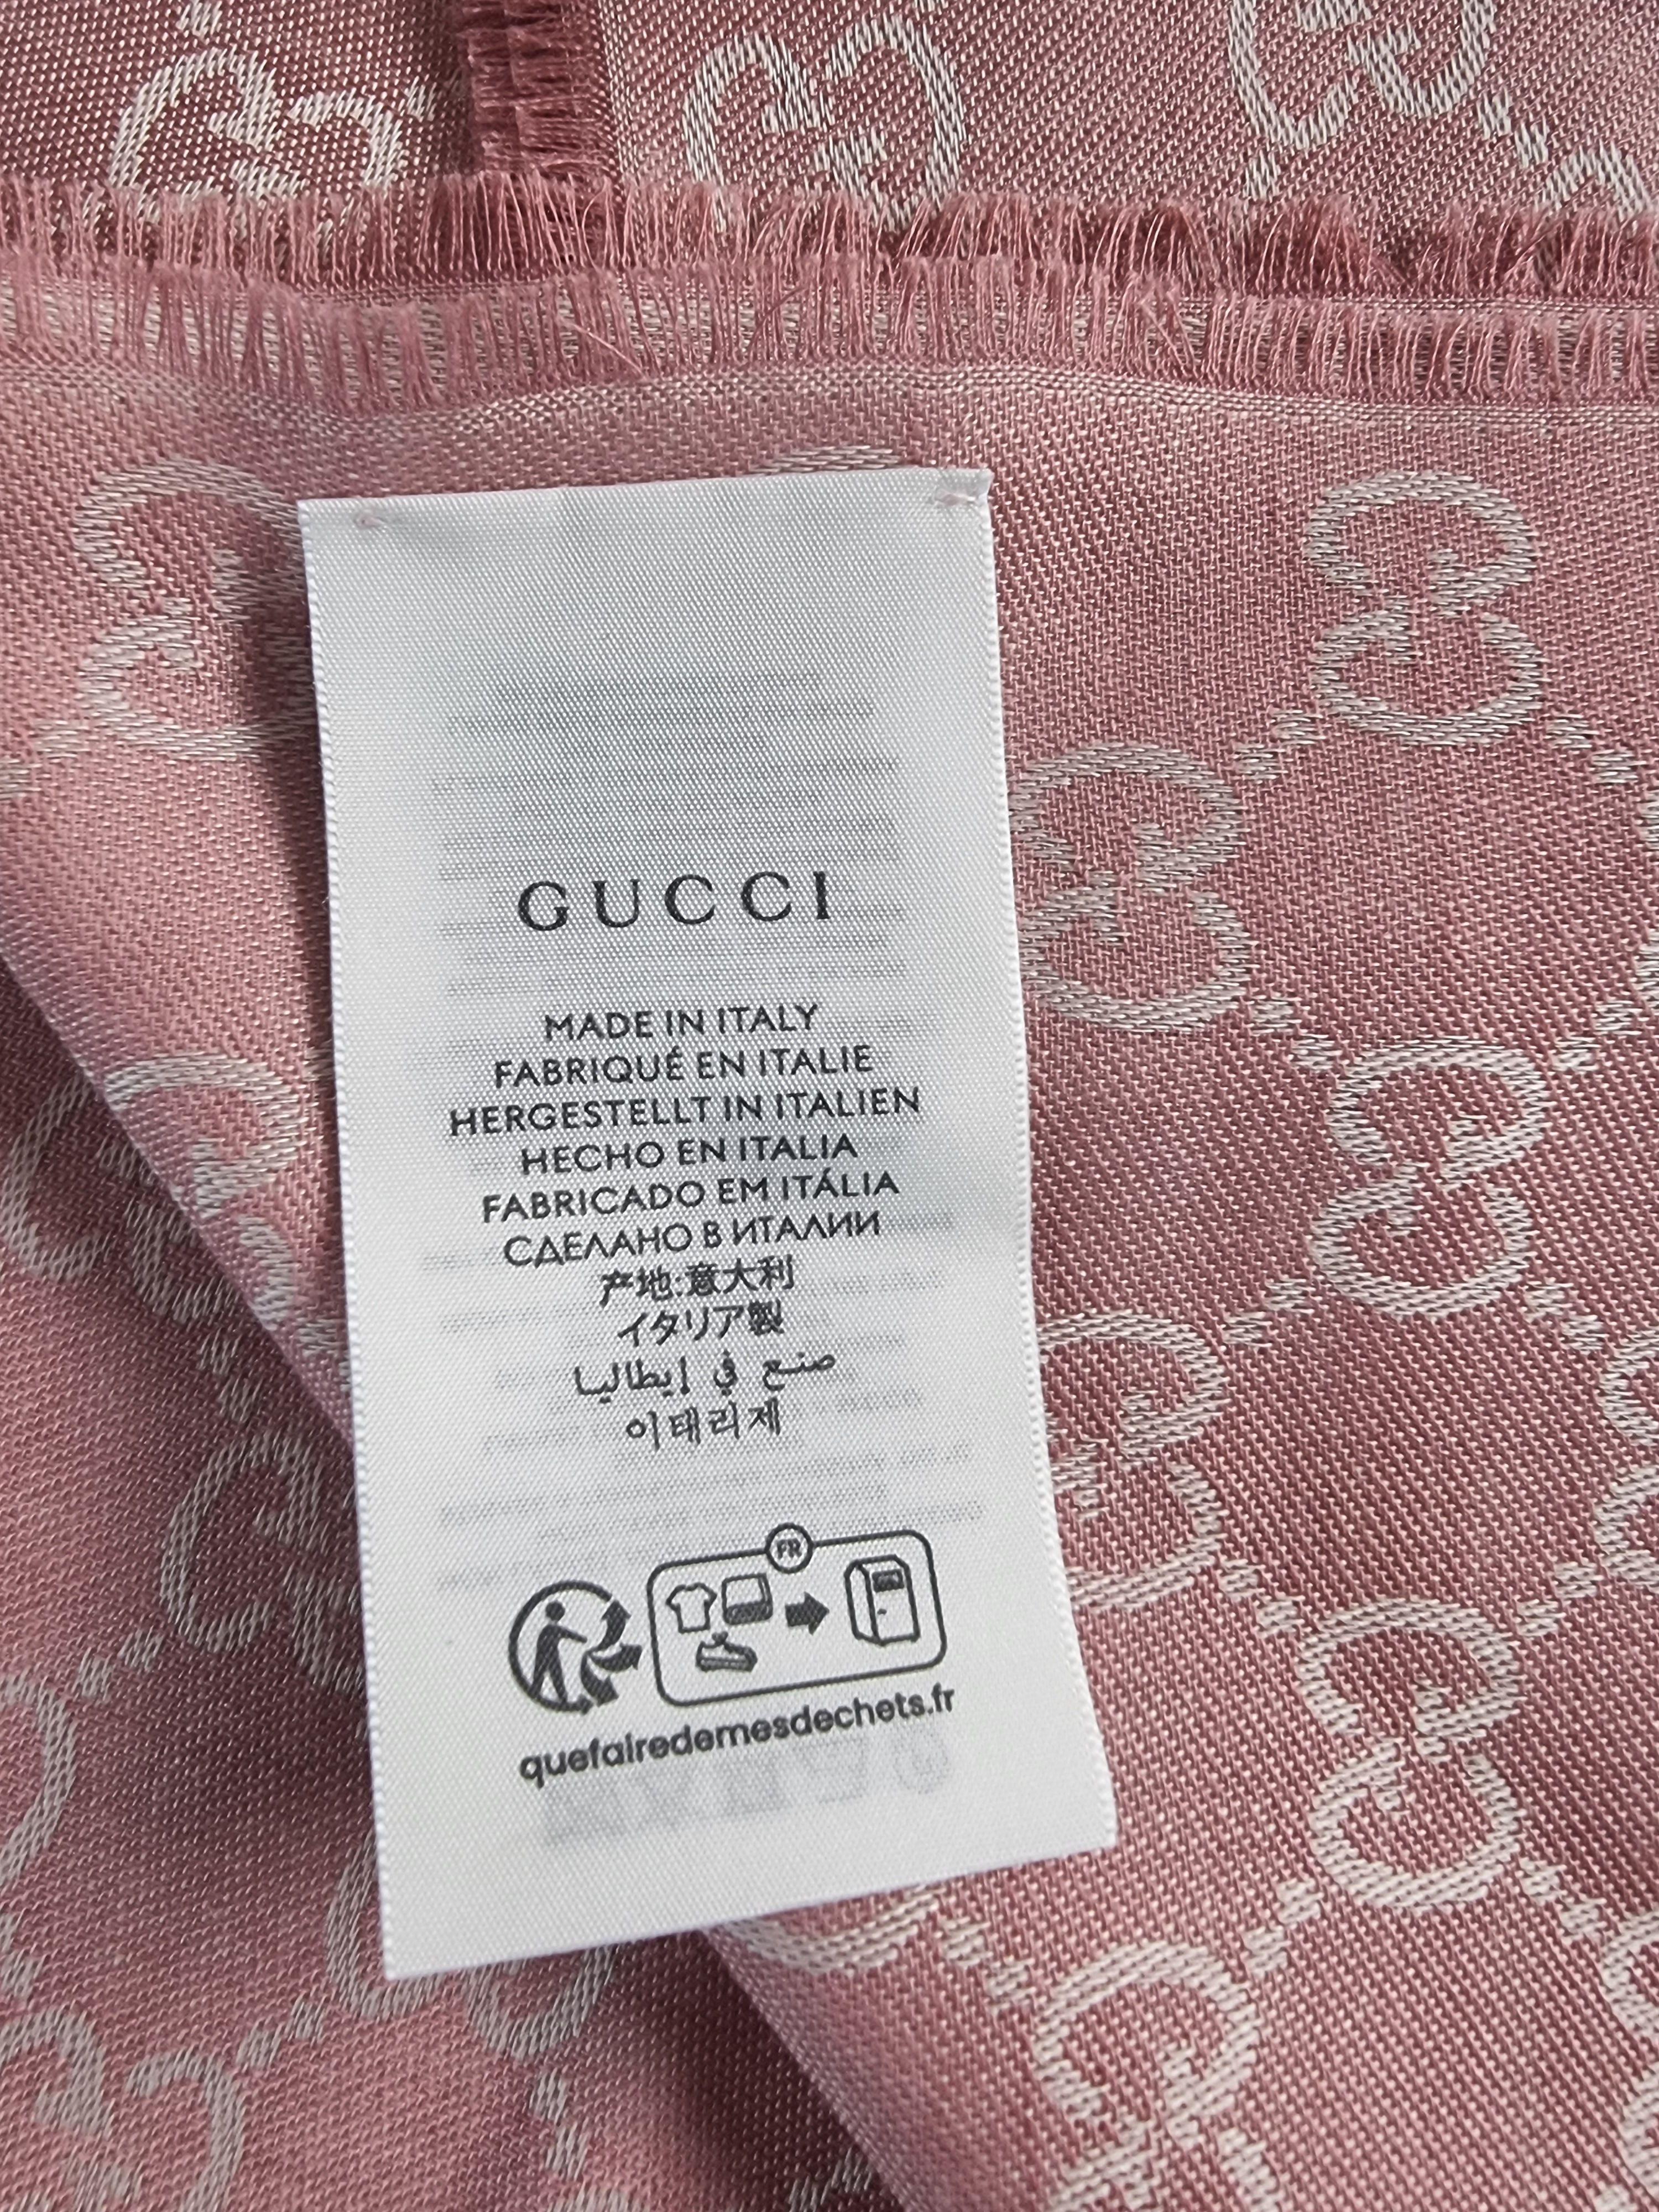 GUCCI
MADE IN ITALY
FABRIQUÉ EN ITALIE
HERGESTELLT IN ITALIEN
HECHO EN ITALIA
FABRICADO EM ITÁLIA
СДЕЛАНО В ИТАЛИИ
产地:意大利
イタリア製
صنع في إيطاليا
이태리제
FR
quefairedemesdechets.fr